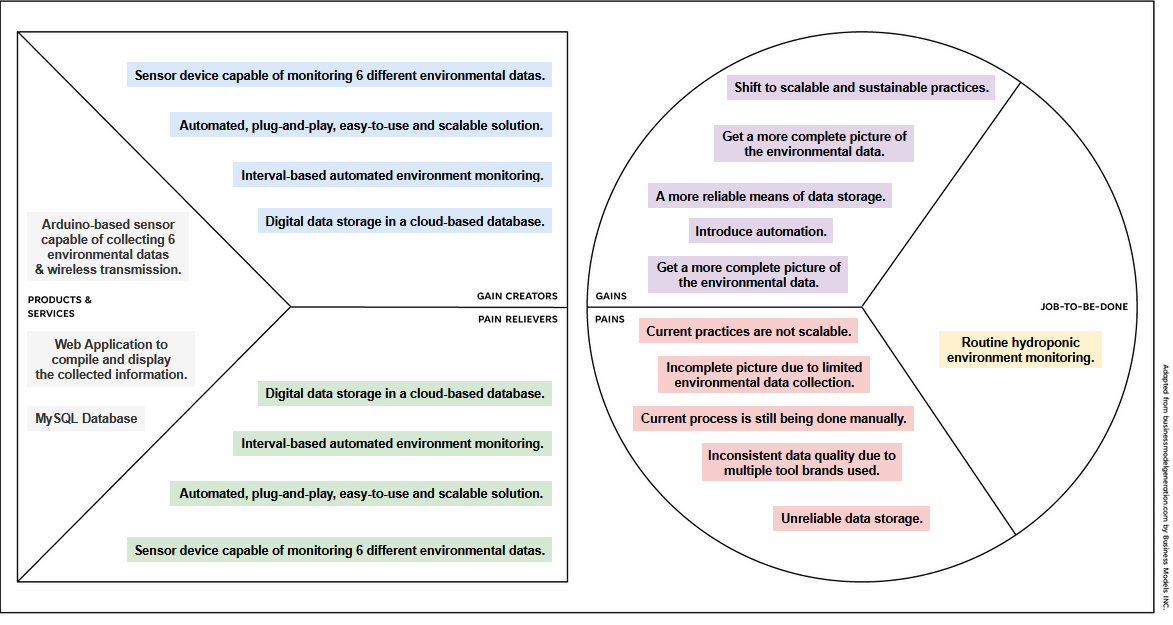 Sensor device capable of monitoring 6 different environmental datas.
Automated, plug-and-play, easy-to-use and scalable solution.
Interval-based automated environment monitoring.
Digital data storage in a cloud-based database.
GAIN CREATORS
Arduino-based sensor
capable of collecting 6
environmental datas
& wireless transmission.
PRODUCTS &
SERVICES
Web Application to
compile and display
the collected information.
MySQL Database
PAIN RELIEVERS
Digital data storage in a cloud-based database.
Interval-based automated environment monitoring.
Automated, plug-and-play, easy-to-use and scalable solution.
Sensor device capable of monitoring 6 different environmental datas.
Shift to scalable and sustainable practices.
Get a more complete picture of
the environmental data.
A more reliable means of data storage.
Introduce automation.
Get a more complete picture of
the environmental data.
GAINS
PAINS
Current practices are not scalable.
Incomplete picture due to limited
environmental data collection.
Current process is still being done manually.
Inconsistent data quality due to
multiple tool brands used.
Unreliable data storage.
JOB-TO-BE-DONE
Routine hydroponic
environment monitoring.
Adapted from businessmodelgeneration.com by Business Models INC.